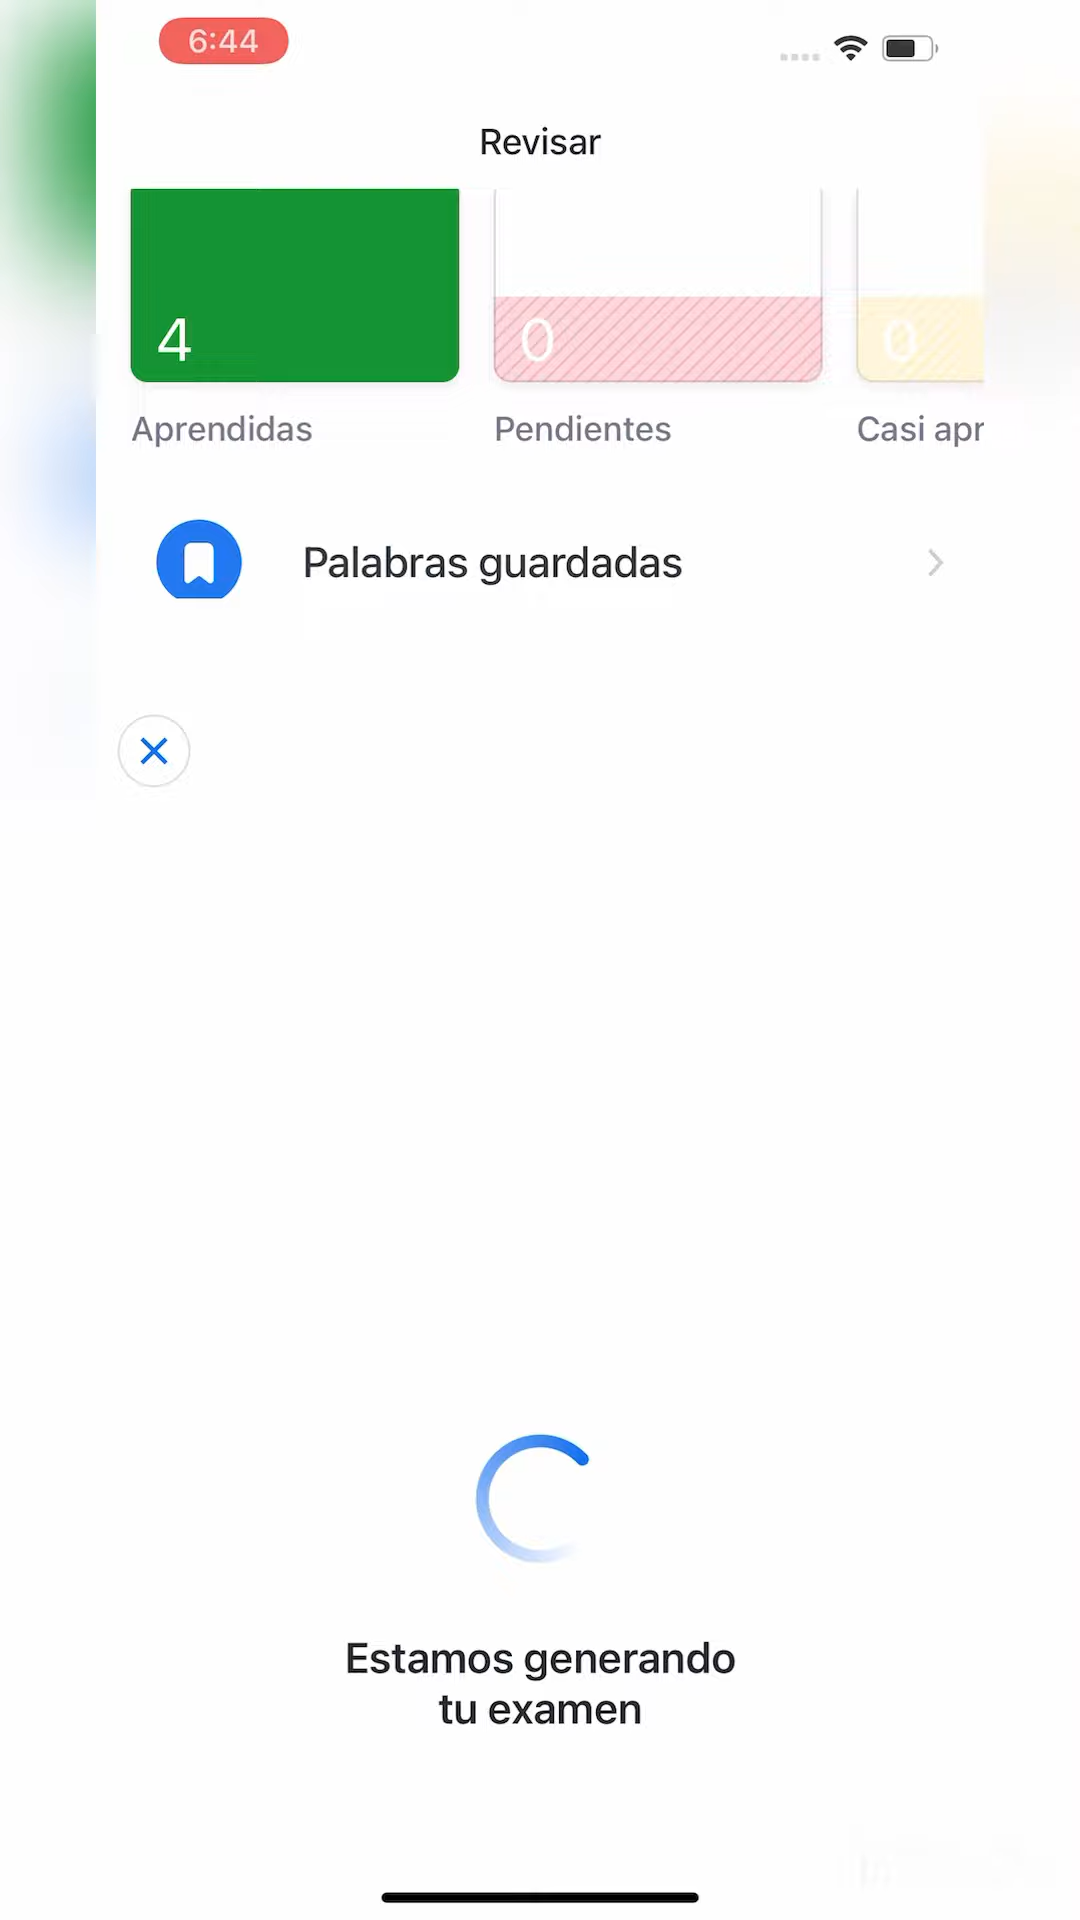 6:44
Revisar
4
0
0
Aprendidas
Pendientes
Casi apr
Palabras guardadas
Estamos generando
tu examen